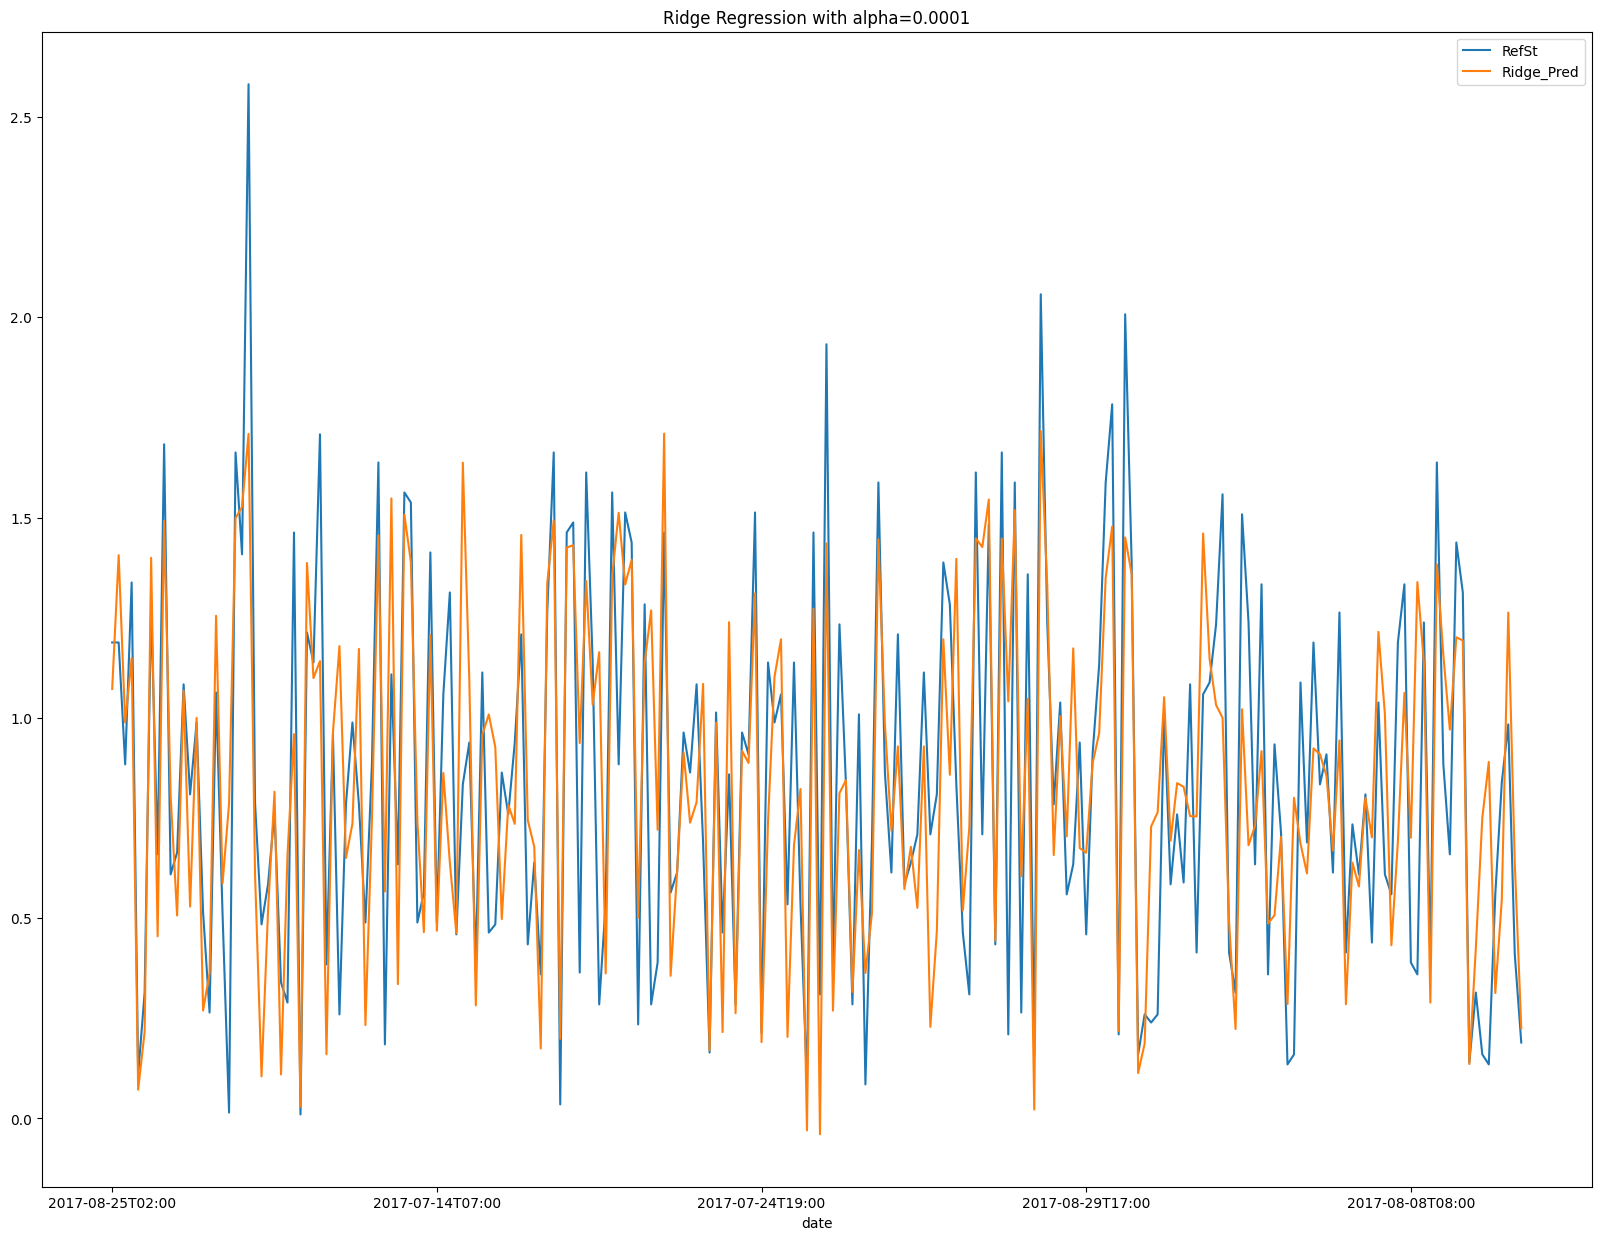 Ridge Regression with alpha=0.0001
RefSt
Ridge_Pred
2.5
2.0
1.5
1.0
0.5
0.0
2017-08-25T02:00
2017-07-14T07:00
2017-07-24T19:00
2017-08-29T17:00
2017-08-08T08:00
date